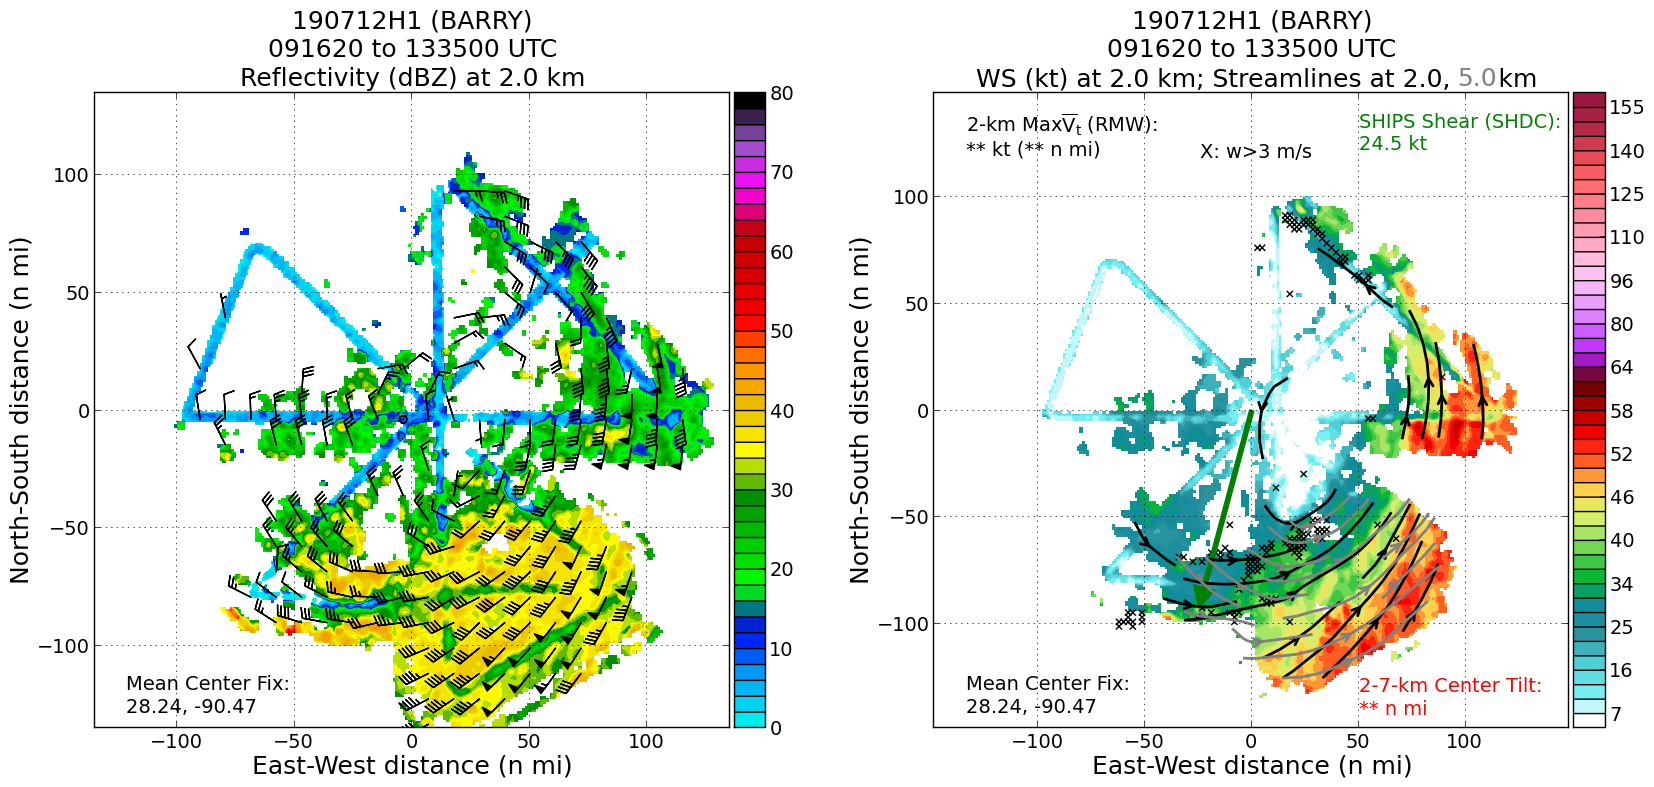 190712H1 (BARRY)
091620 to 133500 UTC
Reflectivity (dBZ) at 2.0 km
North-South distance (n mi)
100
50
0
−50
−100
−100
−50
0
50
100
East-West distance (n mi)
Mean Center Fix:
28.24, -90.47
80
70
60
50
40
30
20
10
0
190712H1 (BARRY)
091620 to 133500 UTC
WS (kt) at 2.0 km; Streamlines at 2.0, 5.0 km
2-km MaxV̅t (RMW):
** kt (** n mi)
X: w>3 m/s
SHIPS Shear (SHDC):
24.5 kt
North-South distance (n mi)
100
50
0
−50
−100
−100
−50
0
50
100
East-West distance (n mi)
Mean Center Fix:
28.24, -90.47
2-7-km Center Tilt:
** n mi
155
140
125
110
96
80
64
58
52
46
40
34
25
16
7